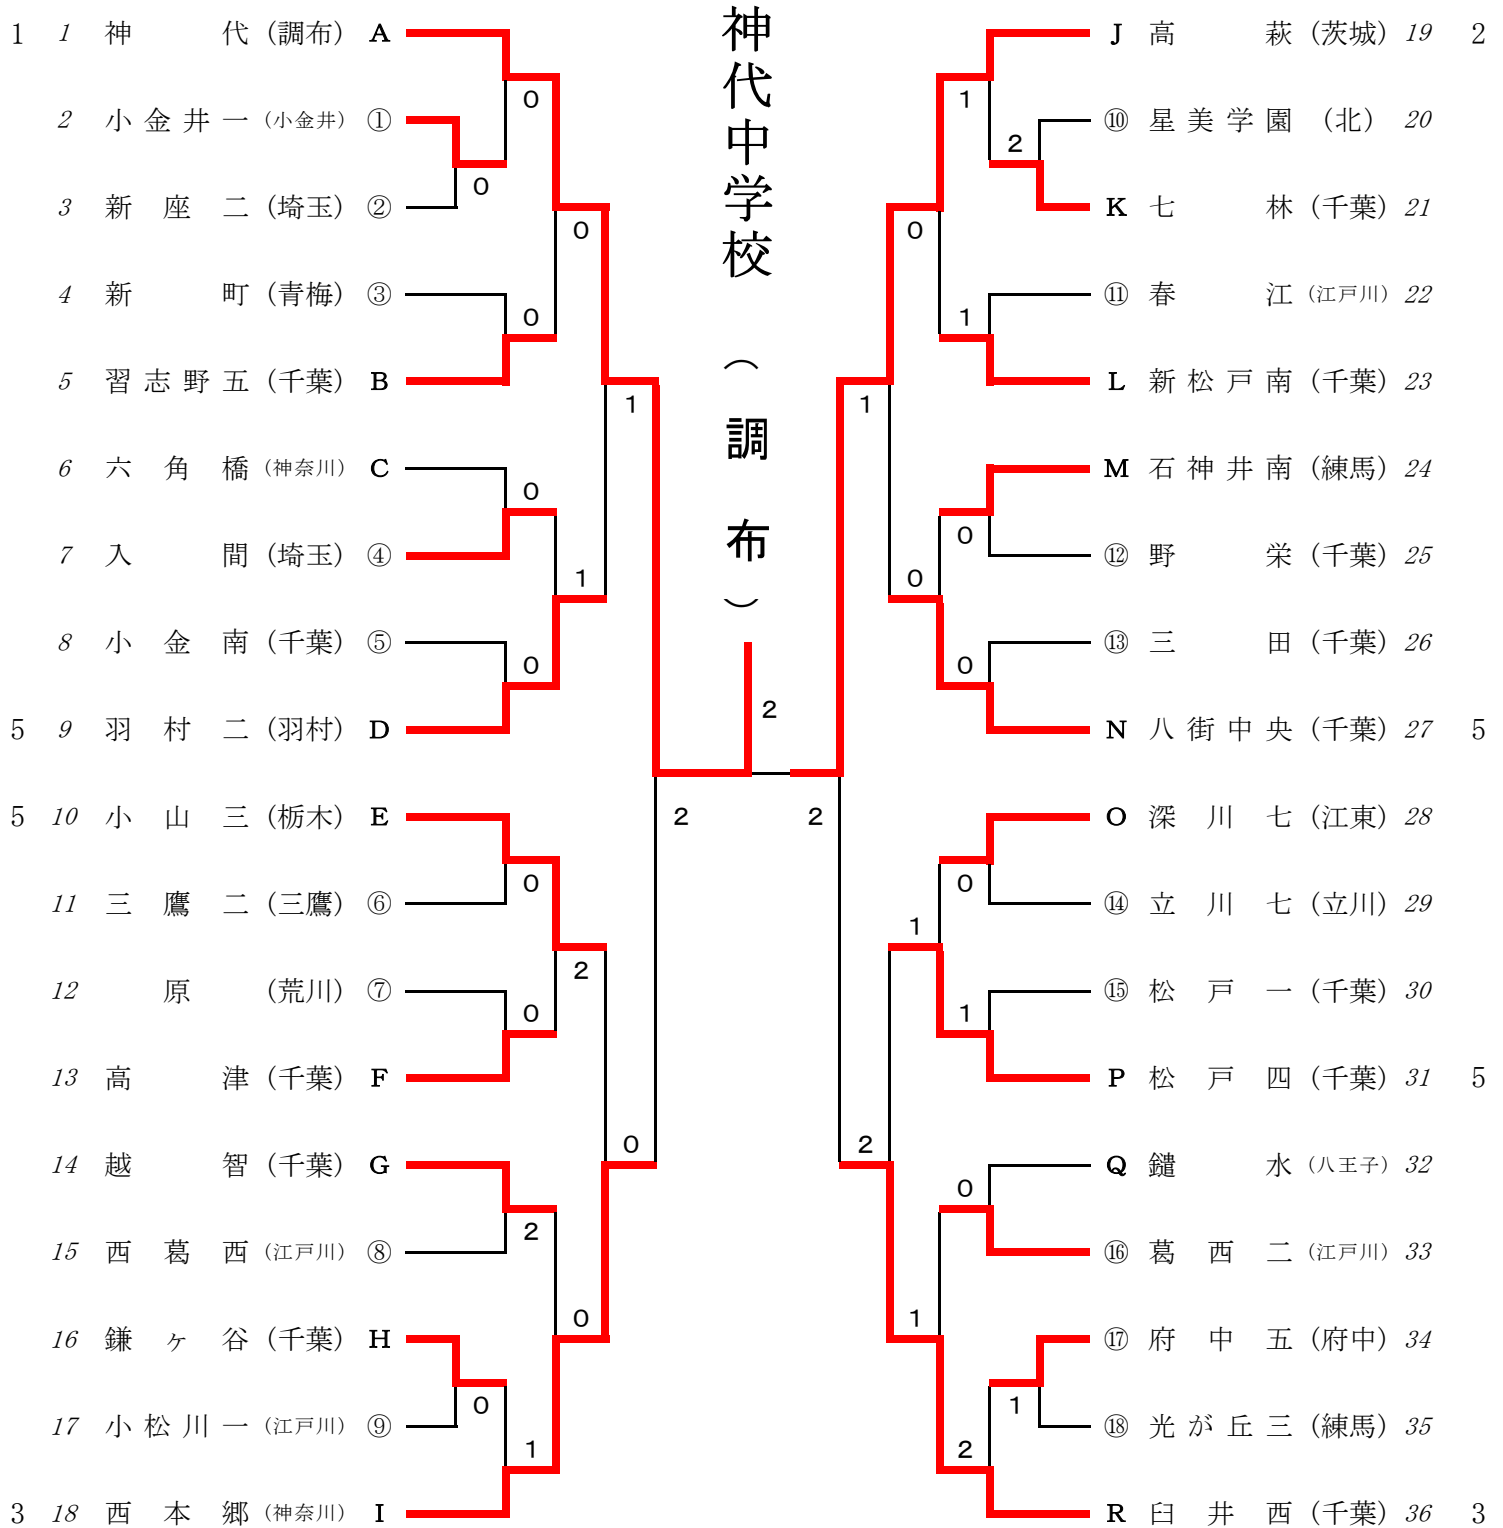 神代中学校（調布）
1 1 神代 (調布) A
2 小金井一 (小金井) ①
3 新座二 (埼玉) ②
4 新町 (青梅) ③
5 習志野五 (千葉) B
6 六角橋 (神奈川) C
7 入間 (埼玉) ④
8 小金南 (千葉) ⑤
5 9 羽村二 (羽村) D
5 10 小山三 (栃木) E
11 三鷹二 (三鷹) ⑥
12 原 (荒川) ⑦
13 高津 (千葉) F
14 越智 (千葉) G
15 西葛西 (江戸川) ⑧
16 鎌ヶ谷 (千葉) H
17 小松川一 (江戸川) ⑨
3 18 西本郷 (神奈川) I
0
0
0
0
0
1
0
1
0
0
2
0
2
0
0
1
2
2
2
1
2
0
1
1
0
0
0
0
1
1
2
0
1
1
2
J 高萩 (茨城) 19 2
⑩ 星美学園 (北) 20
K 七林 (千葉) 21
⑪ 春江 (江戸川) 22
L 新松戸南 (千葉) 23
M 石神井南 (練馬) 24
⑫ 野栄 (千葉) 25
⑬ 三田 (千葉) 26
N 八街中央 (千葉) 27 5
O 深川七 (江東) 28
⑭ 立川七 (立川) 29
⑮ 松戸一 (千葉) 30
P 松戸四 (千葉) 31 5
Q 鑓水 (八王子) 32
⑯ 葛西二 (江戸川) 33
⑰ 府中五 (府中) 34
⑱ 光が丘三 (練馬) 35
R 臼井西 (千葉) 36 3